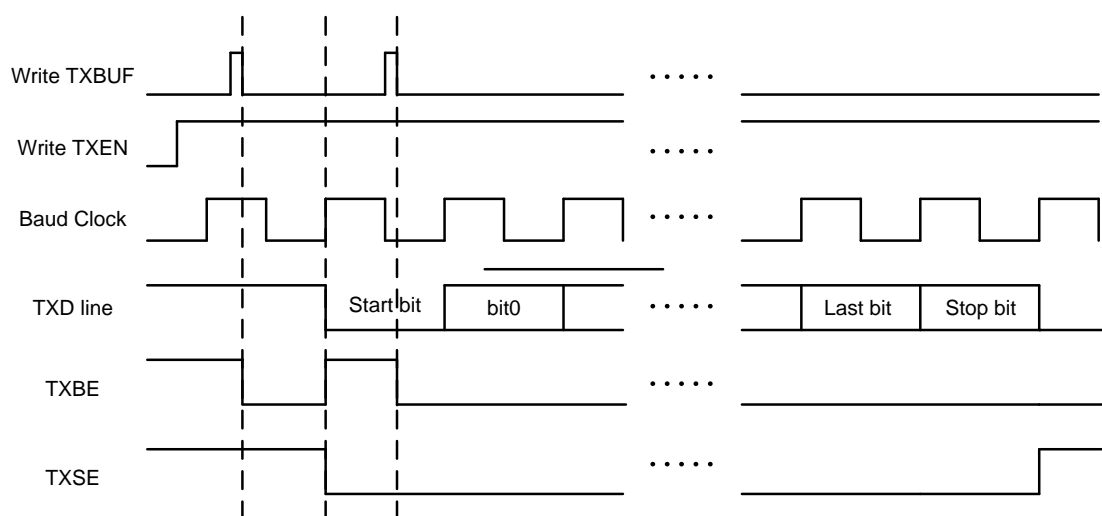 Write TXBUF
Write TXEN
Baud Clock
TXD line
Start bit
bit0
Last bit
Stop bit
TXBE
TXSE